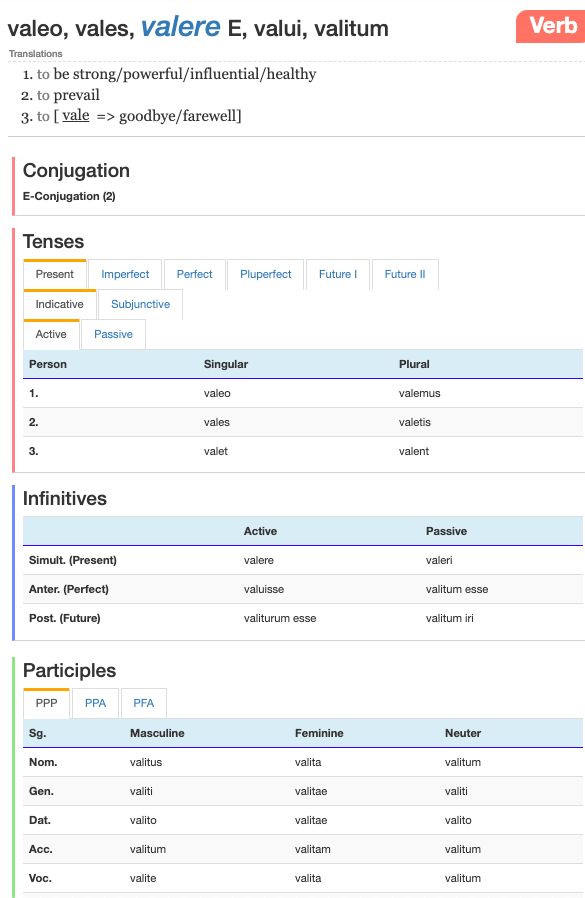 valeo, vales, valere E, valui, valitum
Verb
Translations
1. to be strong/powerful/influential/healthy
2. to prevail
3. to [ vale => goodbye/farewell]
Conjugation
E-Conjugation (2)
Tenses
Present Imperfect Perfect Pluperfect Future I Future II
Indicative Subjunctive
Active Passive
Person Singular Plural
1. valeo valemus
2. vales valetis
3. valet valent
Infinitives
Active Passive
Simult. (Present) valere valeri
Anter. (Perfect) valuisse valitum esse
Post. (Future) valiturum esse valitum iri
Participles
PPP PPA PFA
Sg. Masculine Feminine Neuter
Nom. valitus valita valitum
Gen. valiti valitae valiti
Dat. valito valitae valito
Acc. valitum valitam valitum
Voc. valite valita valitum